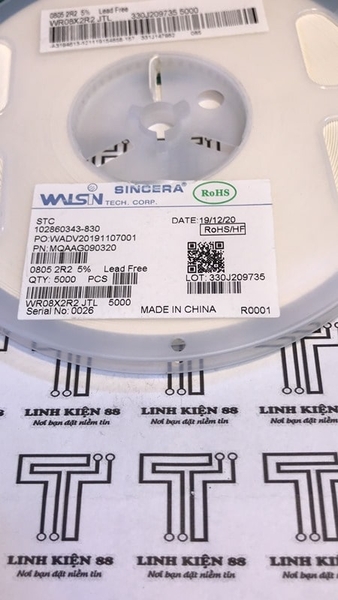 0805 2R2 5% Lead Free
WR08X2R2 JTL 330J209735 5000
WALSIN
TECH. CORP.
SINCERA
RoHS
STC
102860343-830
PO:WADV20191107001
PN:MQAAG090320
DATE:19/12/20
RoHS/HF
0805 2R2 5% Lead Free
QTY: 5000 PCS
LOT: 330J209735
WR08X2R2 JTL 5000
Serial No:0026
MADE IN CHINA
R0001
LINH KIỆN 88
Nơi bạn đặt niềm tin
LINH KIỆN 88
Nơi bạn đặt niềm tin
LINH KIỆN
Nơi bạn đặt niềm
LINH KIỆN 88
Nơi bạn đặt niềm tin
LINH KIỆN 88
Nơi bạn đặt niềm tin
LINH KIỆN 88
Nơi bạn đặt niềm tin